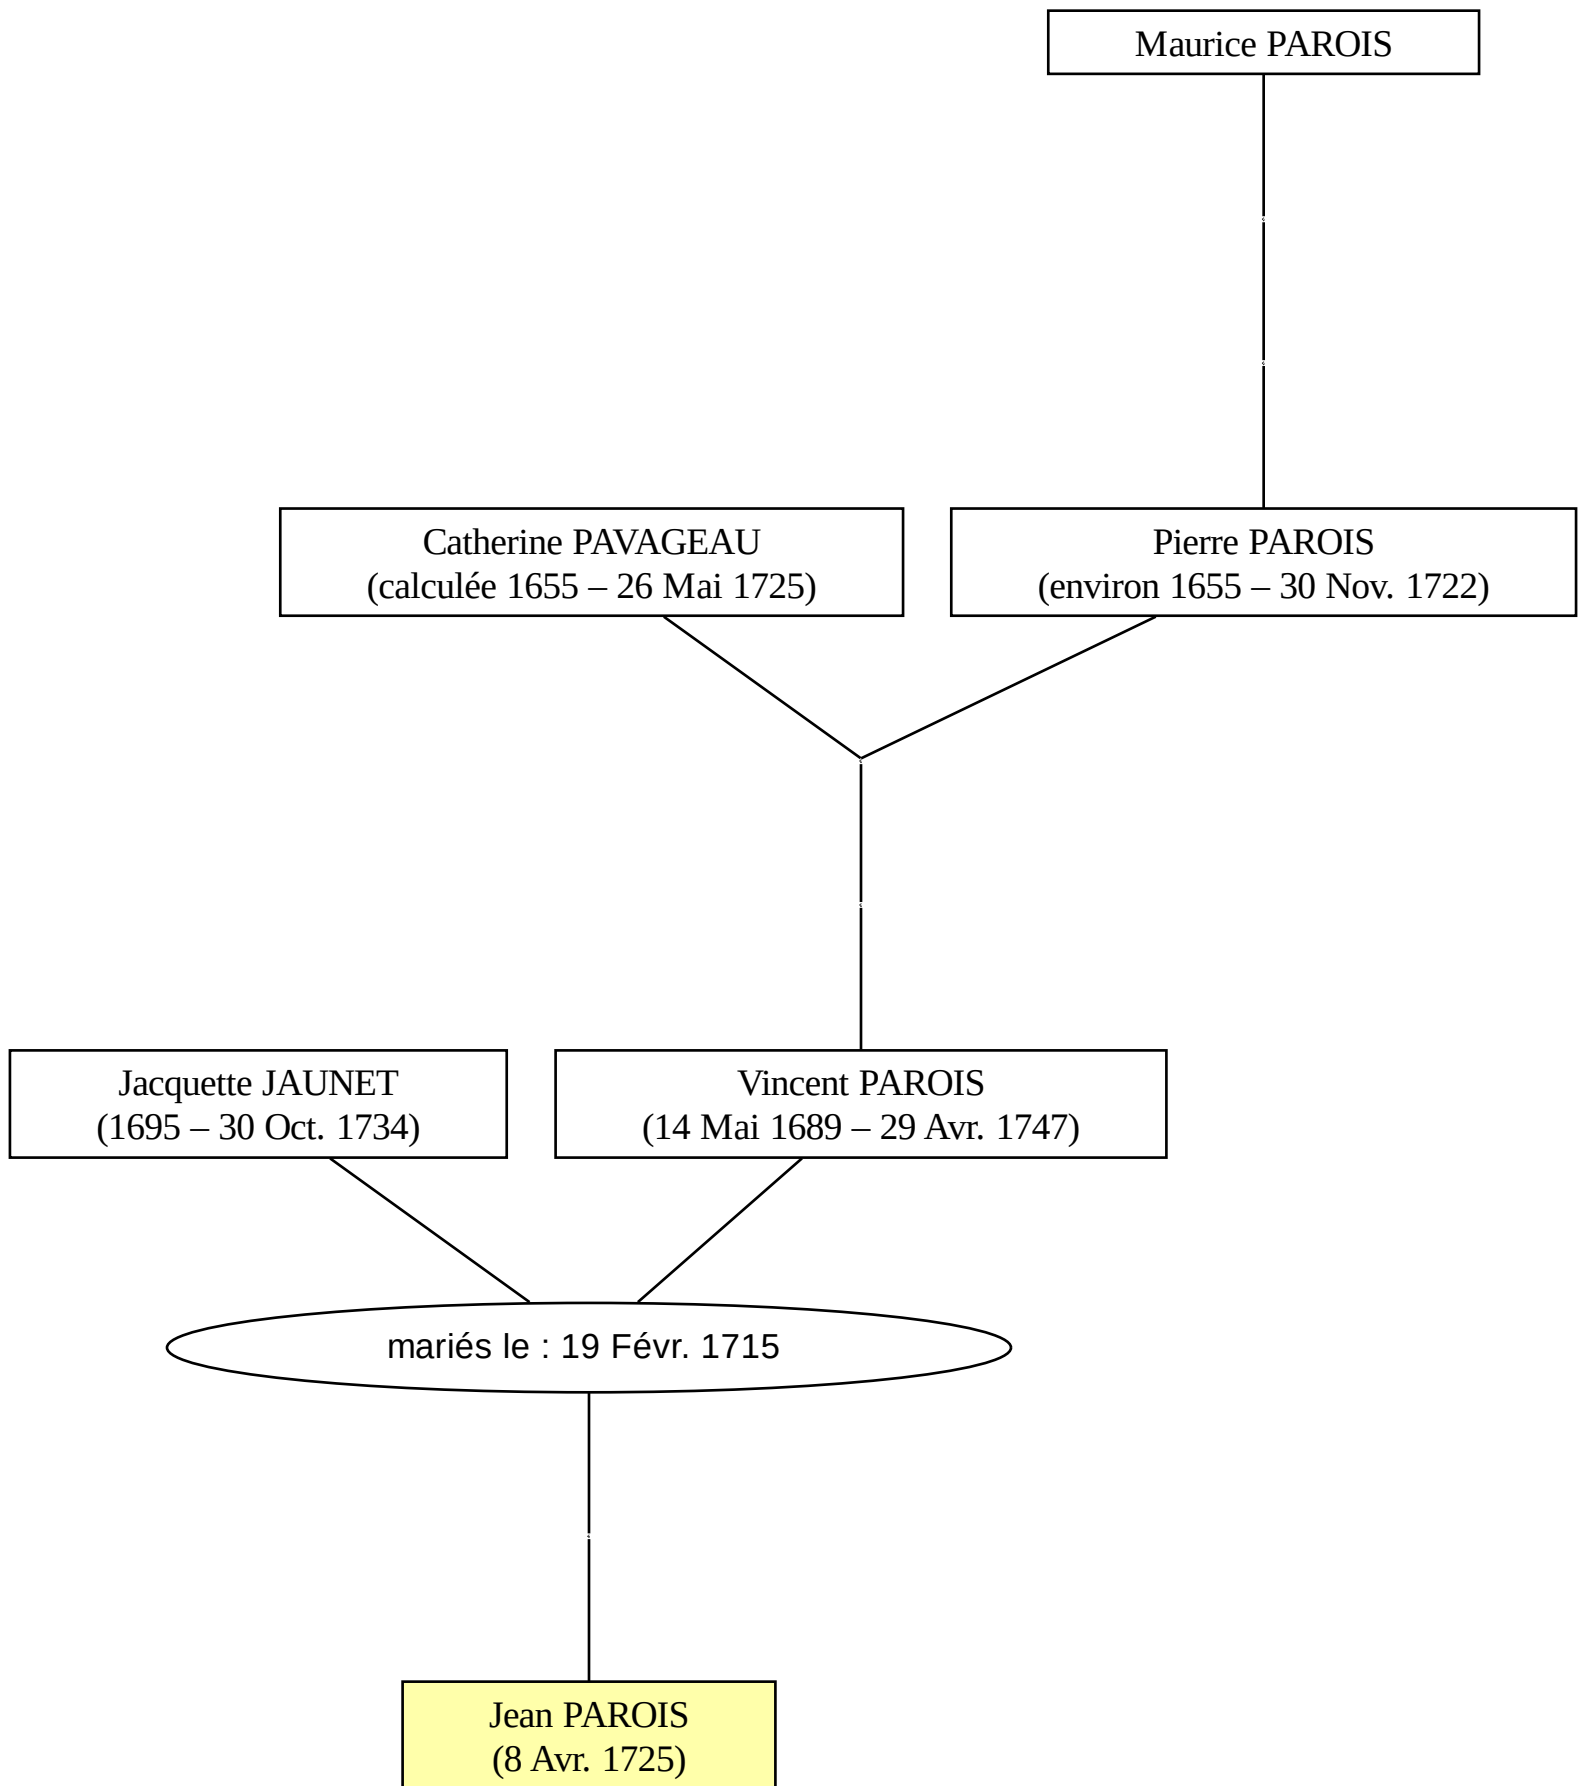 Maurice PAROIS
Catherine PAVAGEAU
(calculée 1655 – 26 Mai 1725)
Pierre PAROIS
(environ 1655 – 30 Nov. 1722)
Jacquette JAUNET
(1695 – 30 Oct. 1734)
Vincent PAROIS
(14 Mai 1689 – 29 Avr. 1747)
mariés le : 19 Févr. 1715
Jean PAROIS
(8 Avr. 1725)